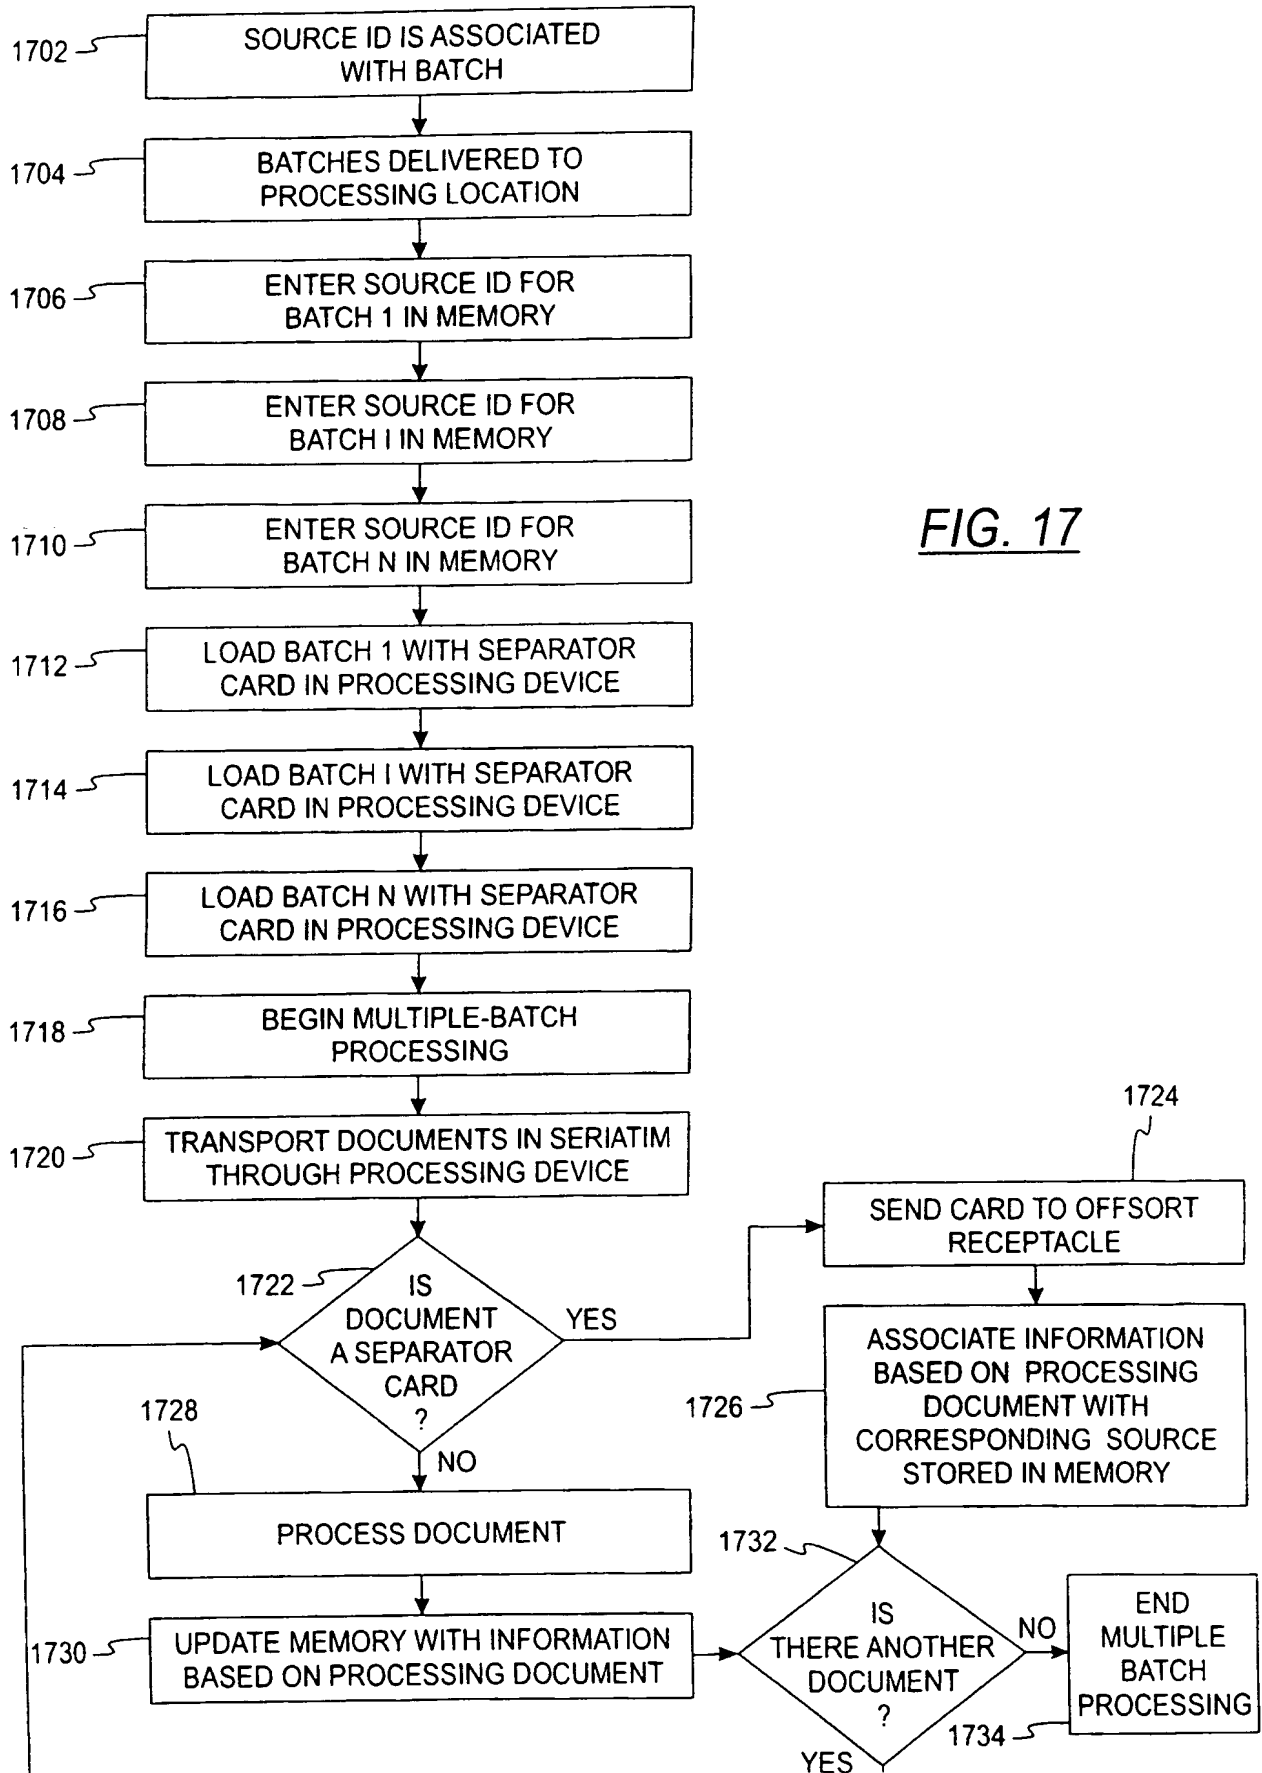 1702
SOURCE ID IS ASSOCIATED
WITH BATCH
1704
BATCHES DELIVERED TO
PROCESSING LOCATION
1706
ENTER SOURCE ID FOR
BATCH 1 IN MEMORY
1708
ENTER SOURCE ID FOR
BATCH I IN MEMORY
1710
ENTER SOURCE ID FOR
BATCH N IN MEMORY
FIG. 17
1712
LOAD BATCH 1 WITH SEPARATOR
CARD IN PROCESSING DEVICE
1714
LOAD BATCH I WITH SEPARATOR
CARD IN PROCESSING DEVICE
1716
LOAD BATCH N WITH SEPARATOR
CARD IN PROCESSING DEVICE
1718
BEGIN MULTIPLE-BATCH
PROCESSING
1720
TRANSPORT DOCUMENTS IN SERIATIM
THROUGH PROCESSING DEVICE
1722
IS
DOCUMENT
A SEPARATOR
CARD
?
YES
NO
1724
SEND CARD TO OFFSORT
RECEPTACLE
1726
ASSOCIATE INFORMATION
BASED ON PROCESSING
DOCUMENT WITH
CORRESPONDING SOURCE
STORED IN MEMORY
1728
PROCESS DOCUMENT
1730
UPDATE MEMORY WITH INFORMATION
BASED ON PROCESSING DOCUMENT
1732
IS
THERE ANOTHER
DOCUMENT
?
NO
YES
END
MULTIPLE
BATCH
PROCESSING
1734